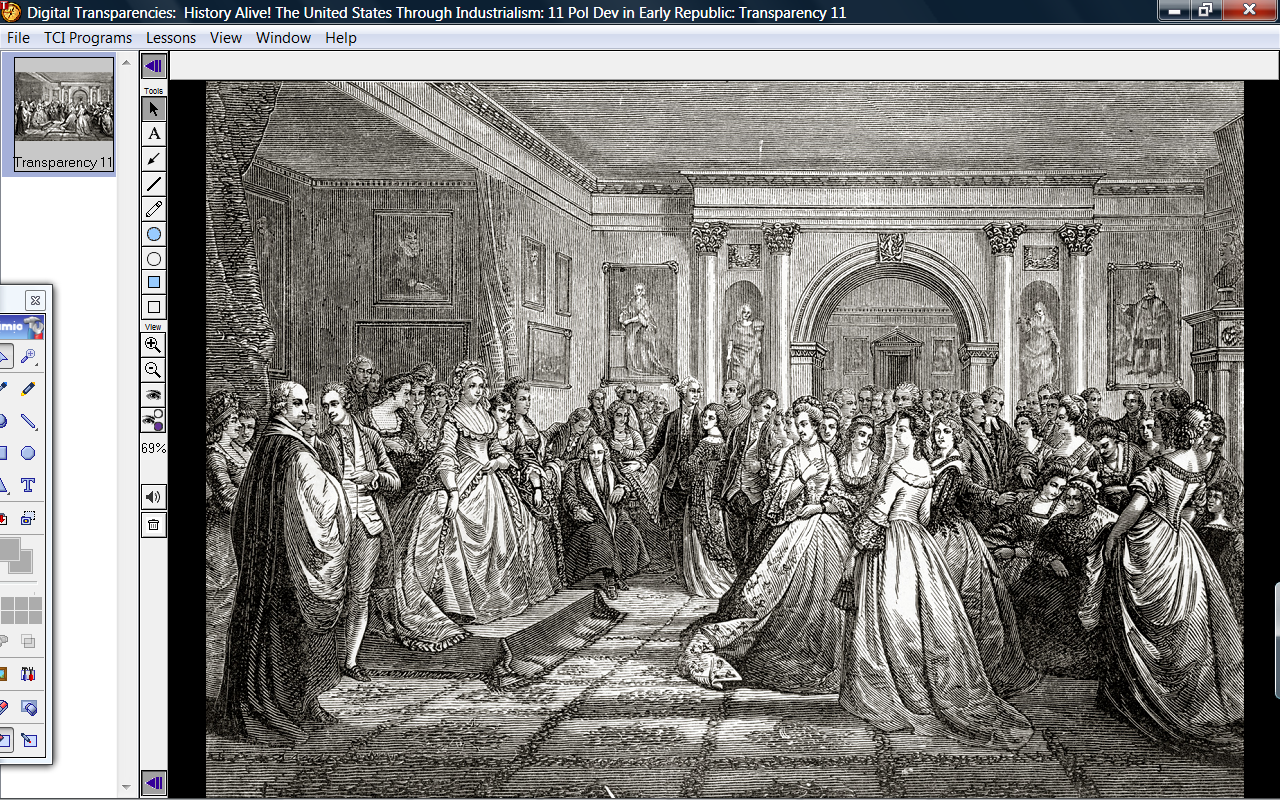 Digital Transparencies: History Alive! The United States Through Industrialism: 11 Pol Dev in Early Republic: Transparency 11
File TCI Programs Lessons View Window Help
Transparency 11
Tools
A
View
69%
amic
T